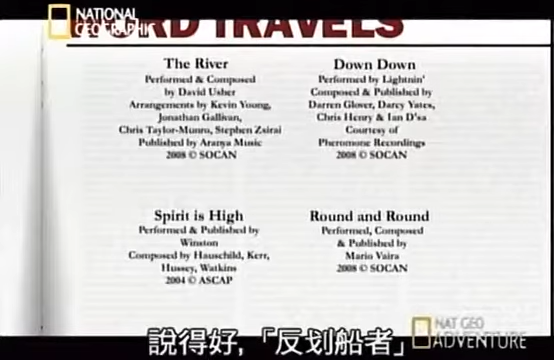 NATIONAL
GEOGRAPHIC
WORD TRAVELS
The River
Performed & Composed
by David Usher
Arrangements by Kevin Young,
Jonathan Gallivan,
Chris Taylor-Munro, Stephen Zsirai
Published by Aranya Music
2008 © SOCAN
Down Down
Performed by Lightnin'
Composed & Published by
Darren Glover, Darcy Yates,
Chris Henry & Ian D'sa
Courtesy of
Pheromone Recordings
2008 © SOCAN
Spirit is High
Performed & Published by
Winston
Composed by Hauschild, Kerr,
Hussey, Watkins
2004 © ASCAP
Round and Round
Performed, Composed
& Published by
Mario Vaira
2008 © SOCAN
說得好,「反划船者」
NAT GEO
ADVENTURE